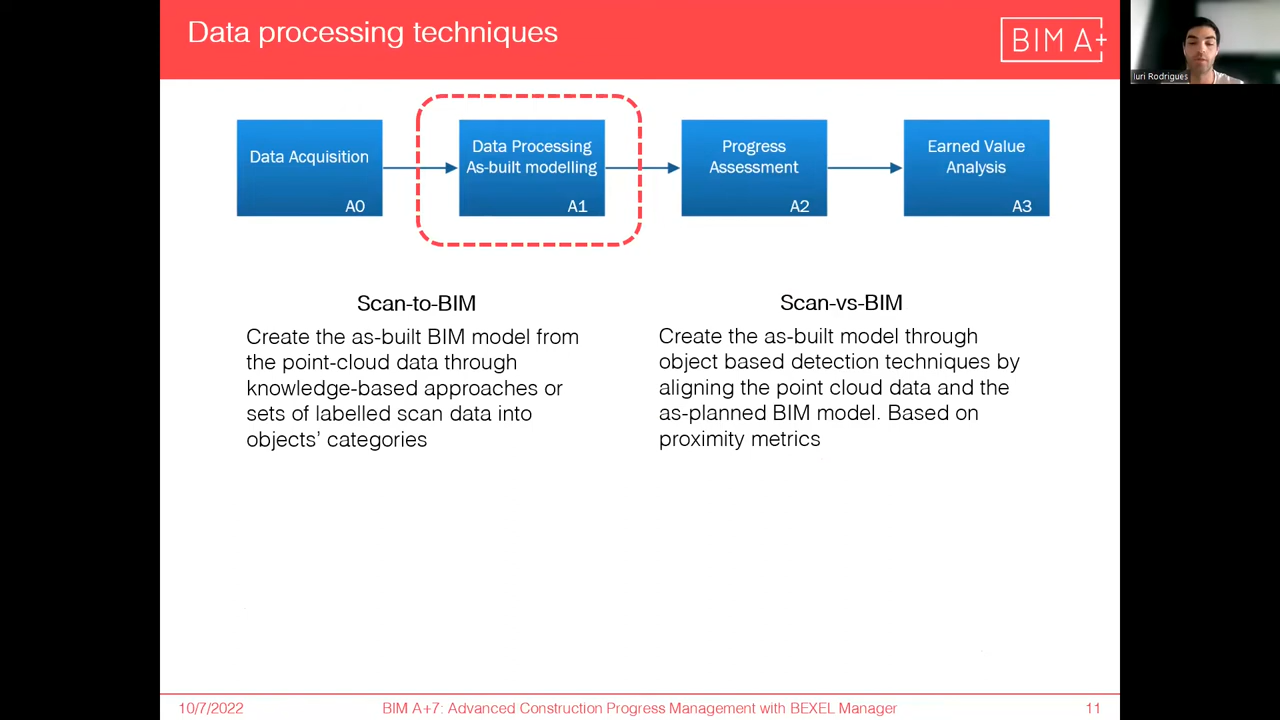 Data processing techniques
BIM A+
Iuri Rodrigues
Data Acquisition
A0
Data Processing
As-built modelling
A1
Progress
Assessment
A2
Earned Value
Analysis
A3
Scan-to-BIM
Create the as-built BIM model from
the point-cloud data through
knowledge-based approaches or
sets of labelled scan data into
objects’ categories
Scan-vs-BIM
Create the as-built model through
object based detection techniques by
aligning the point cloud data and the
as-planned BIM model. Based on
proximity metrics
10/7/2022
BIM A+7: Advanced Construction Progress Management with BEXEL Manager
11